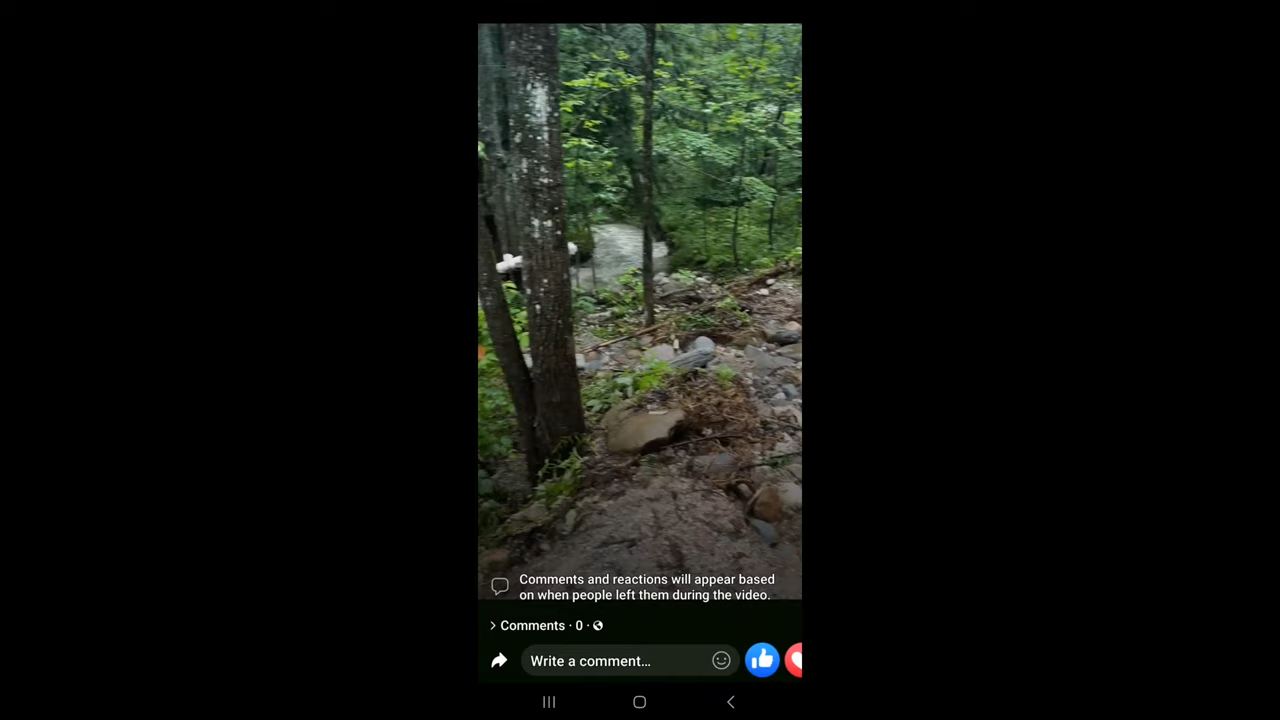 Comments and reactions will appear based
on when people left them during the video.
Comments · 0 ·
Write a comment...